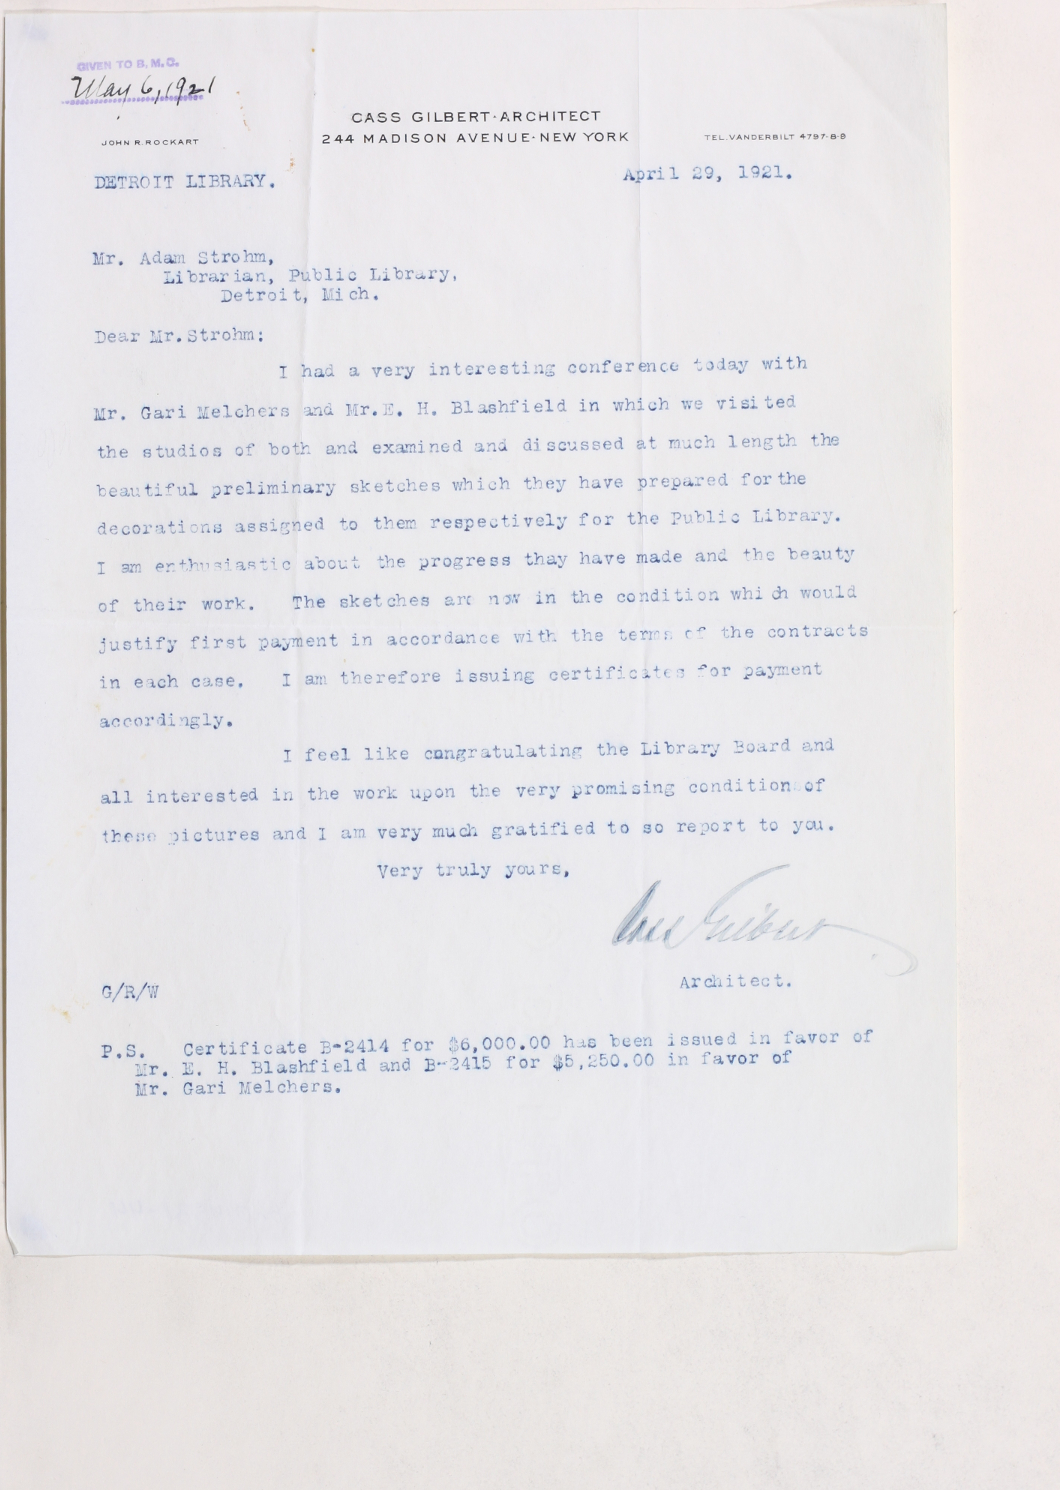 GIVEN TO B.M.C.
May 6, 1921
CASS GILBERT·ARCHITECT
244 MADISON AVENUE·NEW YORK
JOHN R. ROCKART
TEL. VANDERBILT 4797-8-9
DETROIT LIBRARY.
April 29, 1921.
Mr. Adam Strohm,
Librarian, Public Library,
Detroit, Mich.
Dear Mr. Strohm:
I had a very interesting conference today with
Mr. Gari Melchers and Mr. E. H. Blashfield in which we visited
the studios of both and examined and discussed at much length the
beautiful preliminary sketches which they have prepared for the
decorations assigned to them respectively for the Public Library.
I am enthusiastic about the progress thay have made and the beauty
of their work. The sketches are now in the condition which would
justify first payment in accordance with the terms of the contracts
in each case. I am therefore issuing certificates for payment
accordingly.
I feel like congratulating the Library Board and
all interested in the work upon the very promising condition of
these pictures and I am very much gratified to so report to you.
Very truly yours,
Cass Gilbert
Architect.
G/R/W
P.S. Certificate B-2414 for $6,000.00 has been issued in favor of
Mr. E. H. Blashfield and B-2415 for $5,250.00 in favor of
Mr. Gari Melchers.